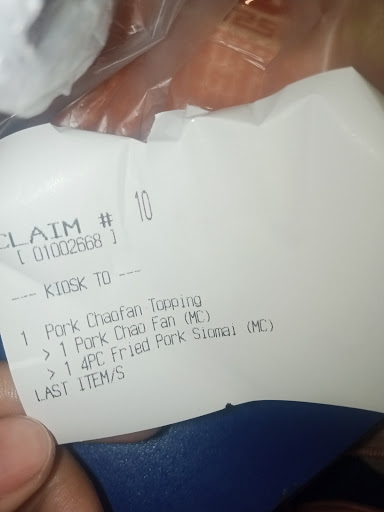 CLAIM # 10
[ 01002668 ]
--- KIOSK TO ---
1 Pork Chaofan Topping
> 1 Pork Chao Fan (MC)
> 1 4PC Fried Pork Siomai (MC)
LAST ITEM/S